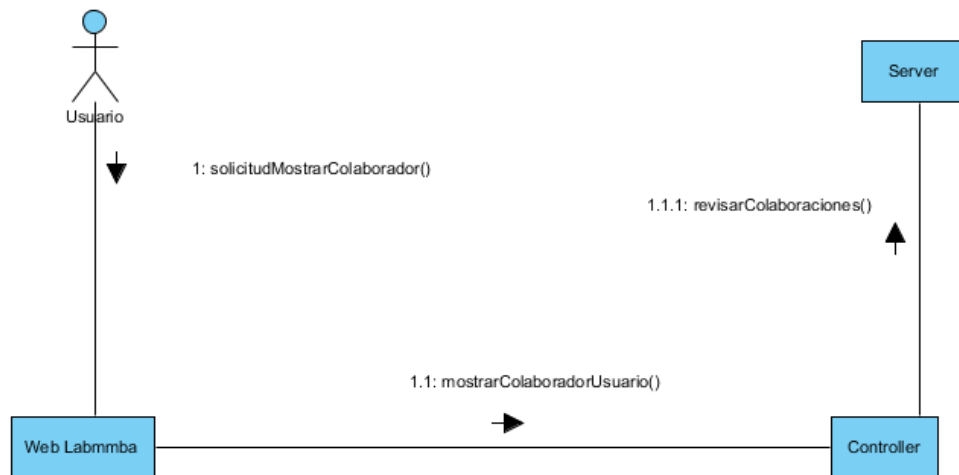 Usuario
Server
1: solicitudMostrarColaborador()
1.1.1: revisarColaboraciones()
1.1: mostrarColaboradorUsuario()
Web Labmmba
Controller